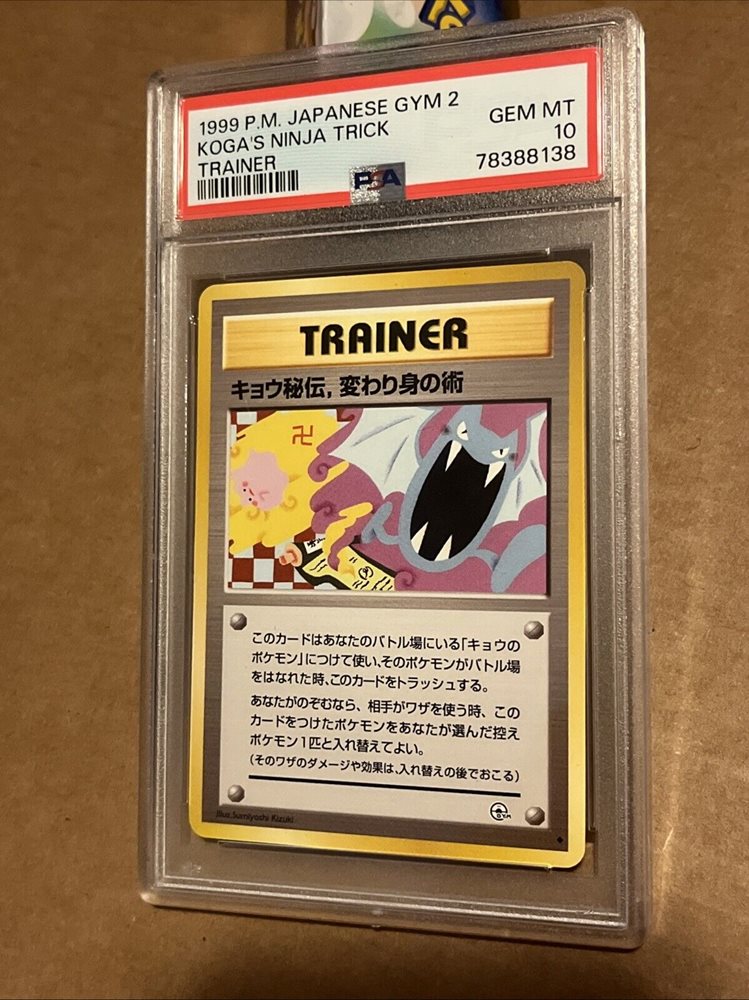 1999 P.M. JAPANESE GYM 2
KOGA'S NINJA TRICK
TRAINER
GEM MT
10
78388138
PSA
TRAINER
キョウ秘伝, 変わり身の術
卍
このカードはあなたのバトル場にいる「キョウの
ポケモン」につけて使い、そのポケモンがバトル場
をはなれた時、このカードをトラッシュする。
あなたがのぞむなら、相手がワザを使う時、この
カードをつけたポケモンをあなたが選んだ控え
ポケモン1匹と入れ替えてよい。
(そのワザのダメージや効果は、入れ替えの後でおこる)
GYM
Illus.Sumiyoshi Kizuki